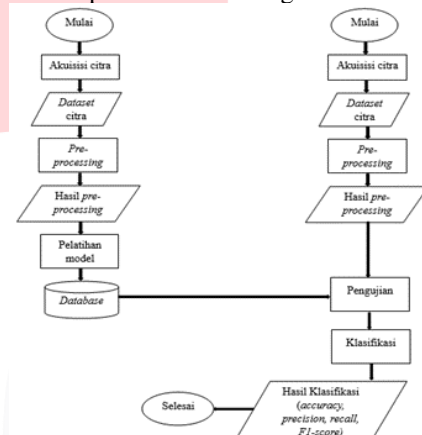 Mulai
Akuisisi citra
Dataset
citra
Pre-
processing
Hasil pre-
processing
Pelatihan
model
Database
Mulai
Akuisisi citra
Dataset
citra
Pre-
processing
Hasil pre-
processing
Pengujian
Klasifikasi
Hasil Klasifikasi
(accuracy,
precision, recall,
F1-score)
Selesai